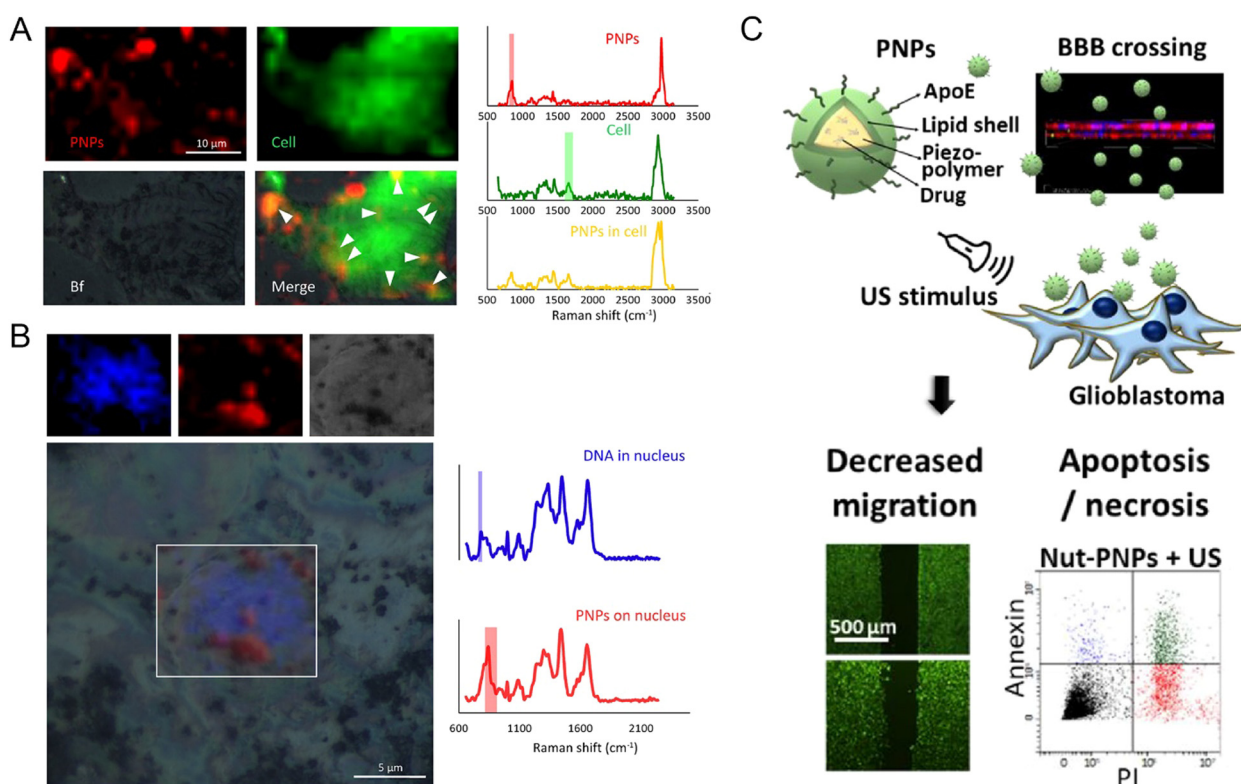 A
PNPs
10 µm
Cell
Bf
Merge
PNPs
500 1000 1500 2000 2500 3000
Cell
500 1000 1500 2000 2500 3000
PNPs in cell
500 1000 1500 2000 2500 3000
Raman shift (cm⁻¹)
B
5 µm
DNA in nucleus
PNPs on nucleus
600 1100 1600 2100
Raman shift (cm⁻¹)
C
PNPs
ApoE
Lipid shell
Piezo-
polymer
Drug
BBB crossing
US stimulus
Glioblastoma
Decreased
migration
500 µm
Apoptosis
/ necrosis
Nut-PNPs + US
Annexin
PI